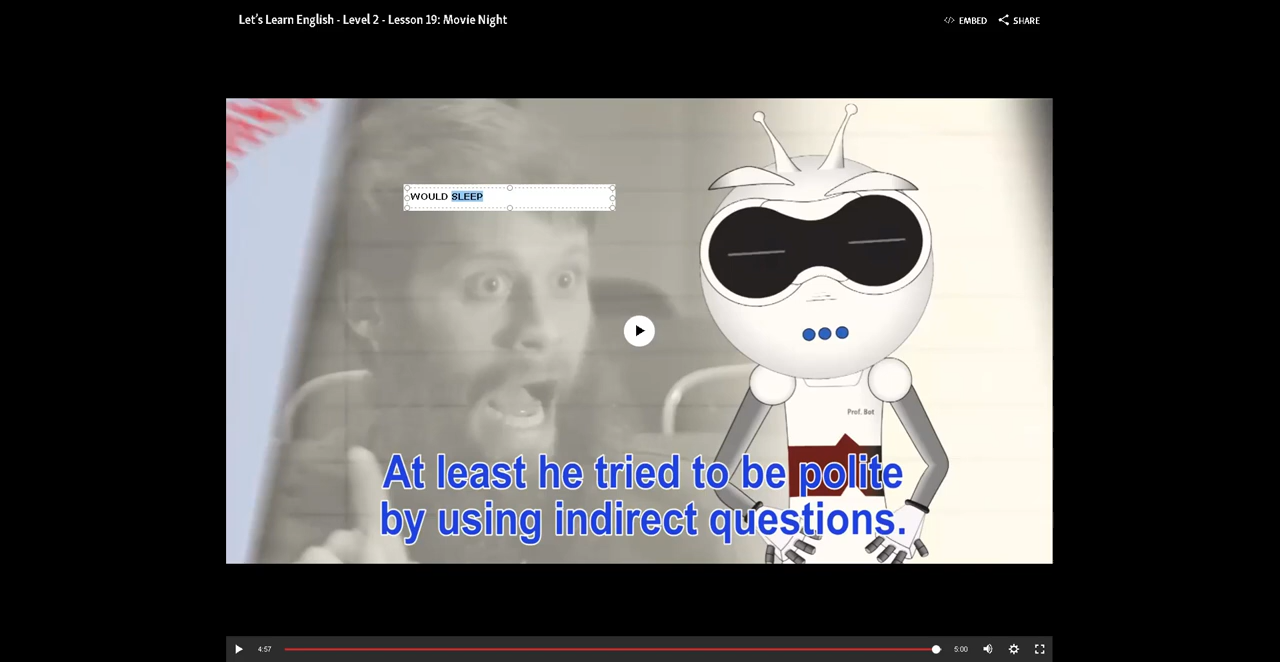 Let's Learn English - Level 2 - Lesson 19: Movie Night
EMBED
SHARE
WOULD SLEEP
Prof. Bot
At least he tried to be polite
by using indirect questions.
4:57
5:00